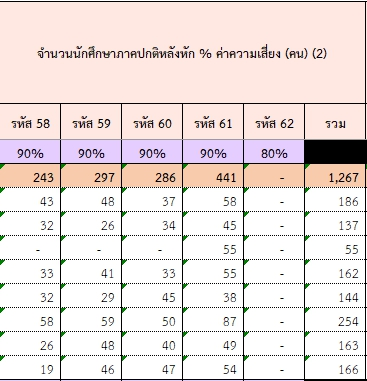 จำนวนนักศึกษาภาคปกติหลังหัก % ค่าความเสี่ยง (คน) (2)
รหัส 58 รหัส 59 รหัส 60 รหัส 61 รหัส 62 รวม
90% 90% 90% 90% 80%
243 297 286 441 - 1,267
43 48 37 58 - 186
32 26 34 45 - 137
- - - 55 - 55
33 41 33 55 - 162
32 29 45 38 - 144
58 59 50 87 - 254
26 48 40 49 - 163
19 46 47 54 - 166